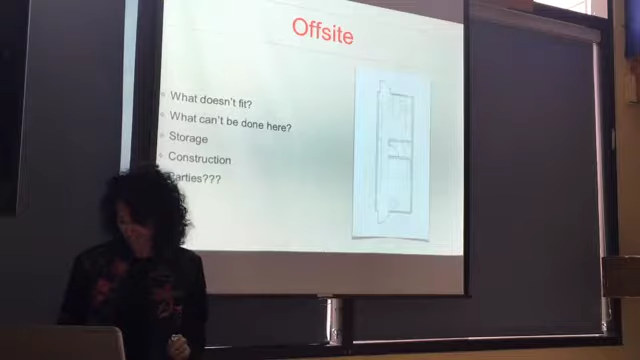 Offsite
What doesn't fit?
What can't be done here?
Storage
Construction
Parties???